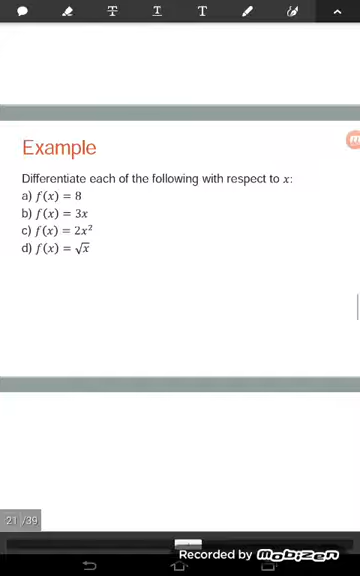 Example
Differentiate each of the following with respect to x:
a) f(x) = 8
b) f(x) = 3x
c) f(x) = 2x²
d) f(x) = √x
21 /39
Recorded by mobizen